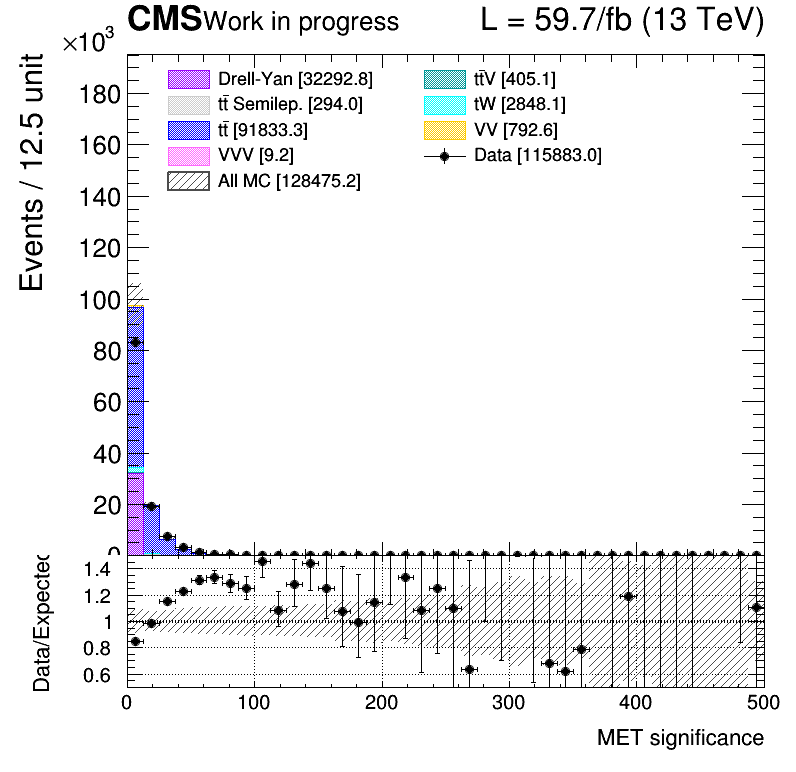 CMS Work in progress L = 59.7/fb (13 TeV)
×10³
Events / 12.5 unit
180
160
140
120
100
80
60
40
20
0
Drell-Yan [32292.8]
tt̄ Semilep. [294.0]
tt̄ [91833.3]
VVV [9.2]
All MC [128475.2]
tt̄V [405.1]
tW [2848.1]
VV [792.6]
Data [115883.0]
Data/Expected
1.4
1.2
1
0.8
0.6
0 100 200 300 400 500
MET significance